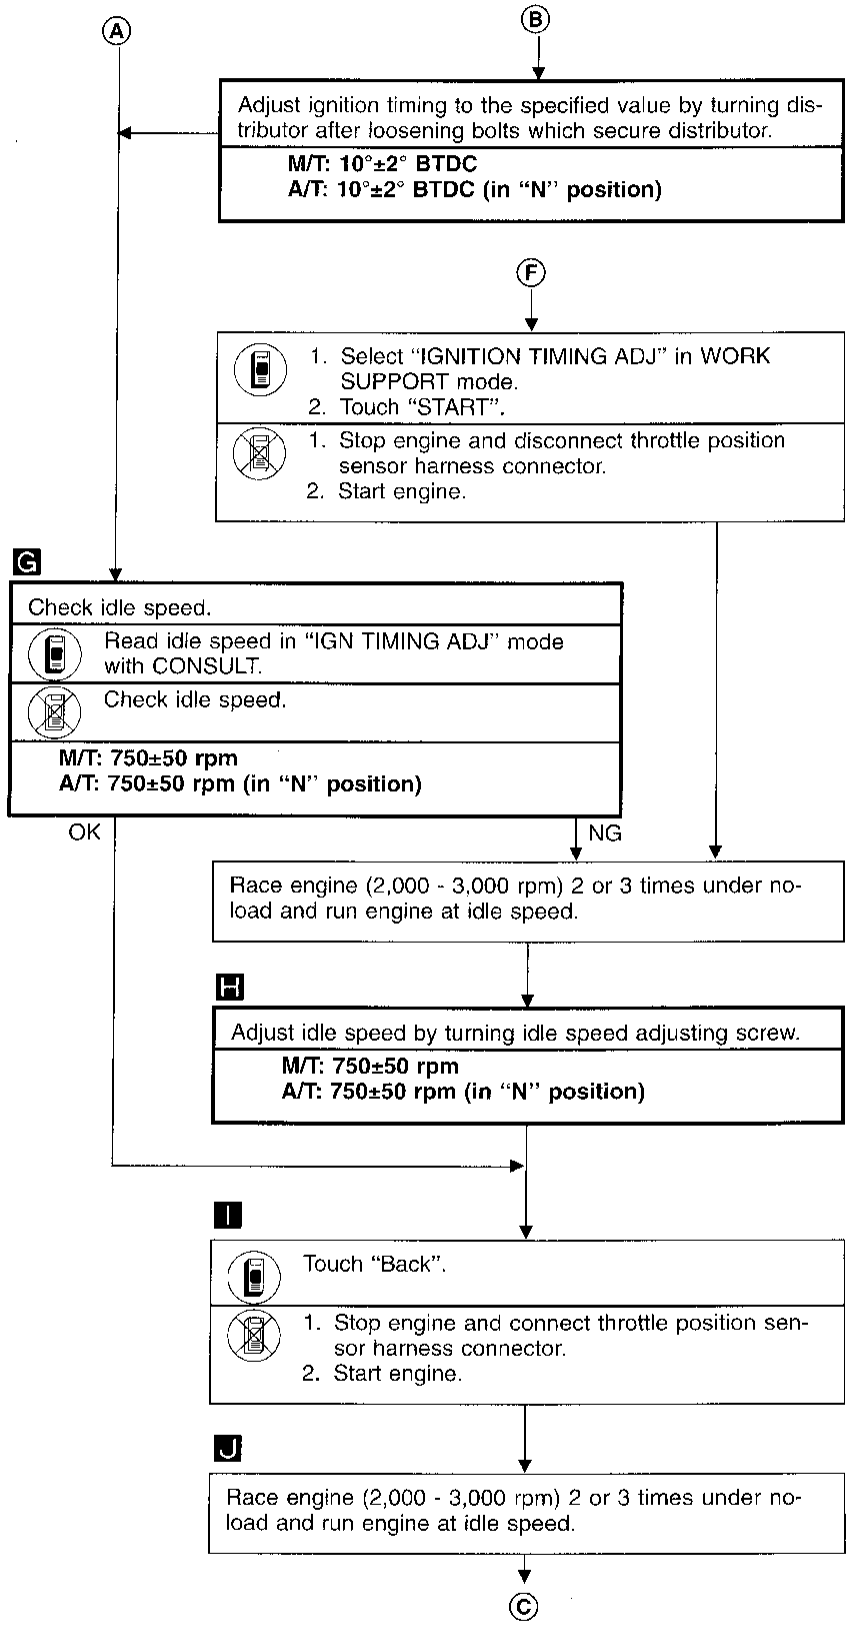 A
B
Adjust ignition timing to the specified value by turning dis-
tributor after loosening bolts which secure distributor.
M/T: 10°±2° BTDC
A/T: 10°±2° BTDC (in “N” position)
F
1. Select “IGNITION TIMING ADJ” in WORK
SUPPORT mode.
2. Touch “START”.
1. Stop engine and disconnect throttle position
sensor harness connector.
2. Start engine.
G
Check idle speed.
Read idle speed in “IGN TIMING ADJ” mode
with CONSULT.
Check idle speed.
M/T: 750±50 rpm
A/T: 750±50 rpm (in “N” position)
OK
NG
Race engine (2,000 - 3,000 rpm) 2 or 3 times under no-
load and run engine at idle speed.
H
Adjust idle speed by turning idle speed adjusting screw.
M/T: 750±50 rpm
A/T: 750±50 rpm (in “N” position)
I
Touch “Back”.
1. Stop engine and connect throttle position sen-
sor harness connector.
2. Start engine.
J
Race engine (2,000 - 3,000 rpm) 2 or 3 times under no-
load and run engine at idle speed.
C